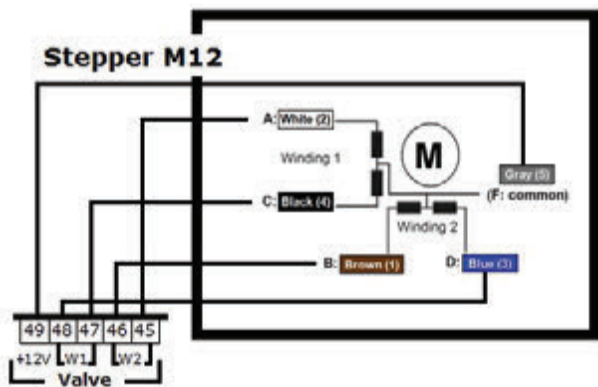 Stepper M12
A: White (2)
Winding 1
M
Gray (5)
(F: common)
C: Black (4)
Winding 2
B: Brown (1)
D: Blue (3)
49 48 47 46 45
+12V W1 W2
Valve